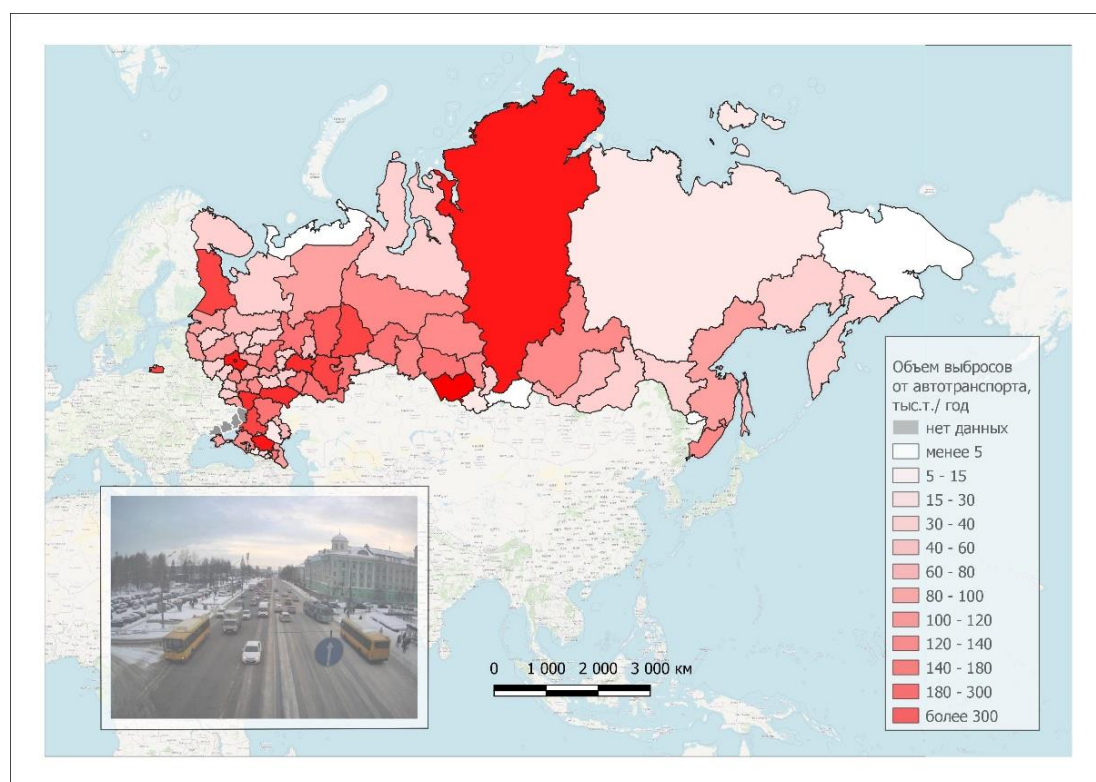 Объем выбросов
от автотранспорта,
тыс.т./ год
нет данных
менее 5
5 - 15
15 - 30
30 - 40
40 - 60
60 - 80
80 - 100
100 - 120
120 - 140
140 - 180
180 - 300
более 300
0 1 000 2 000 3 000 км